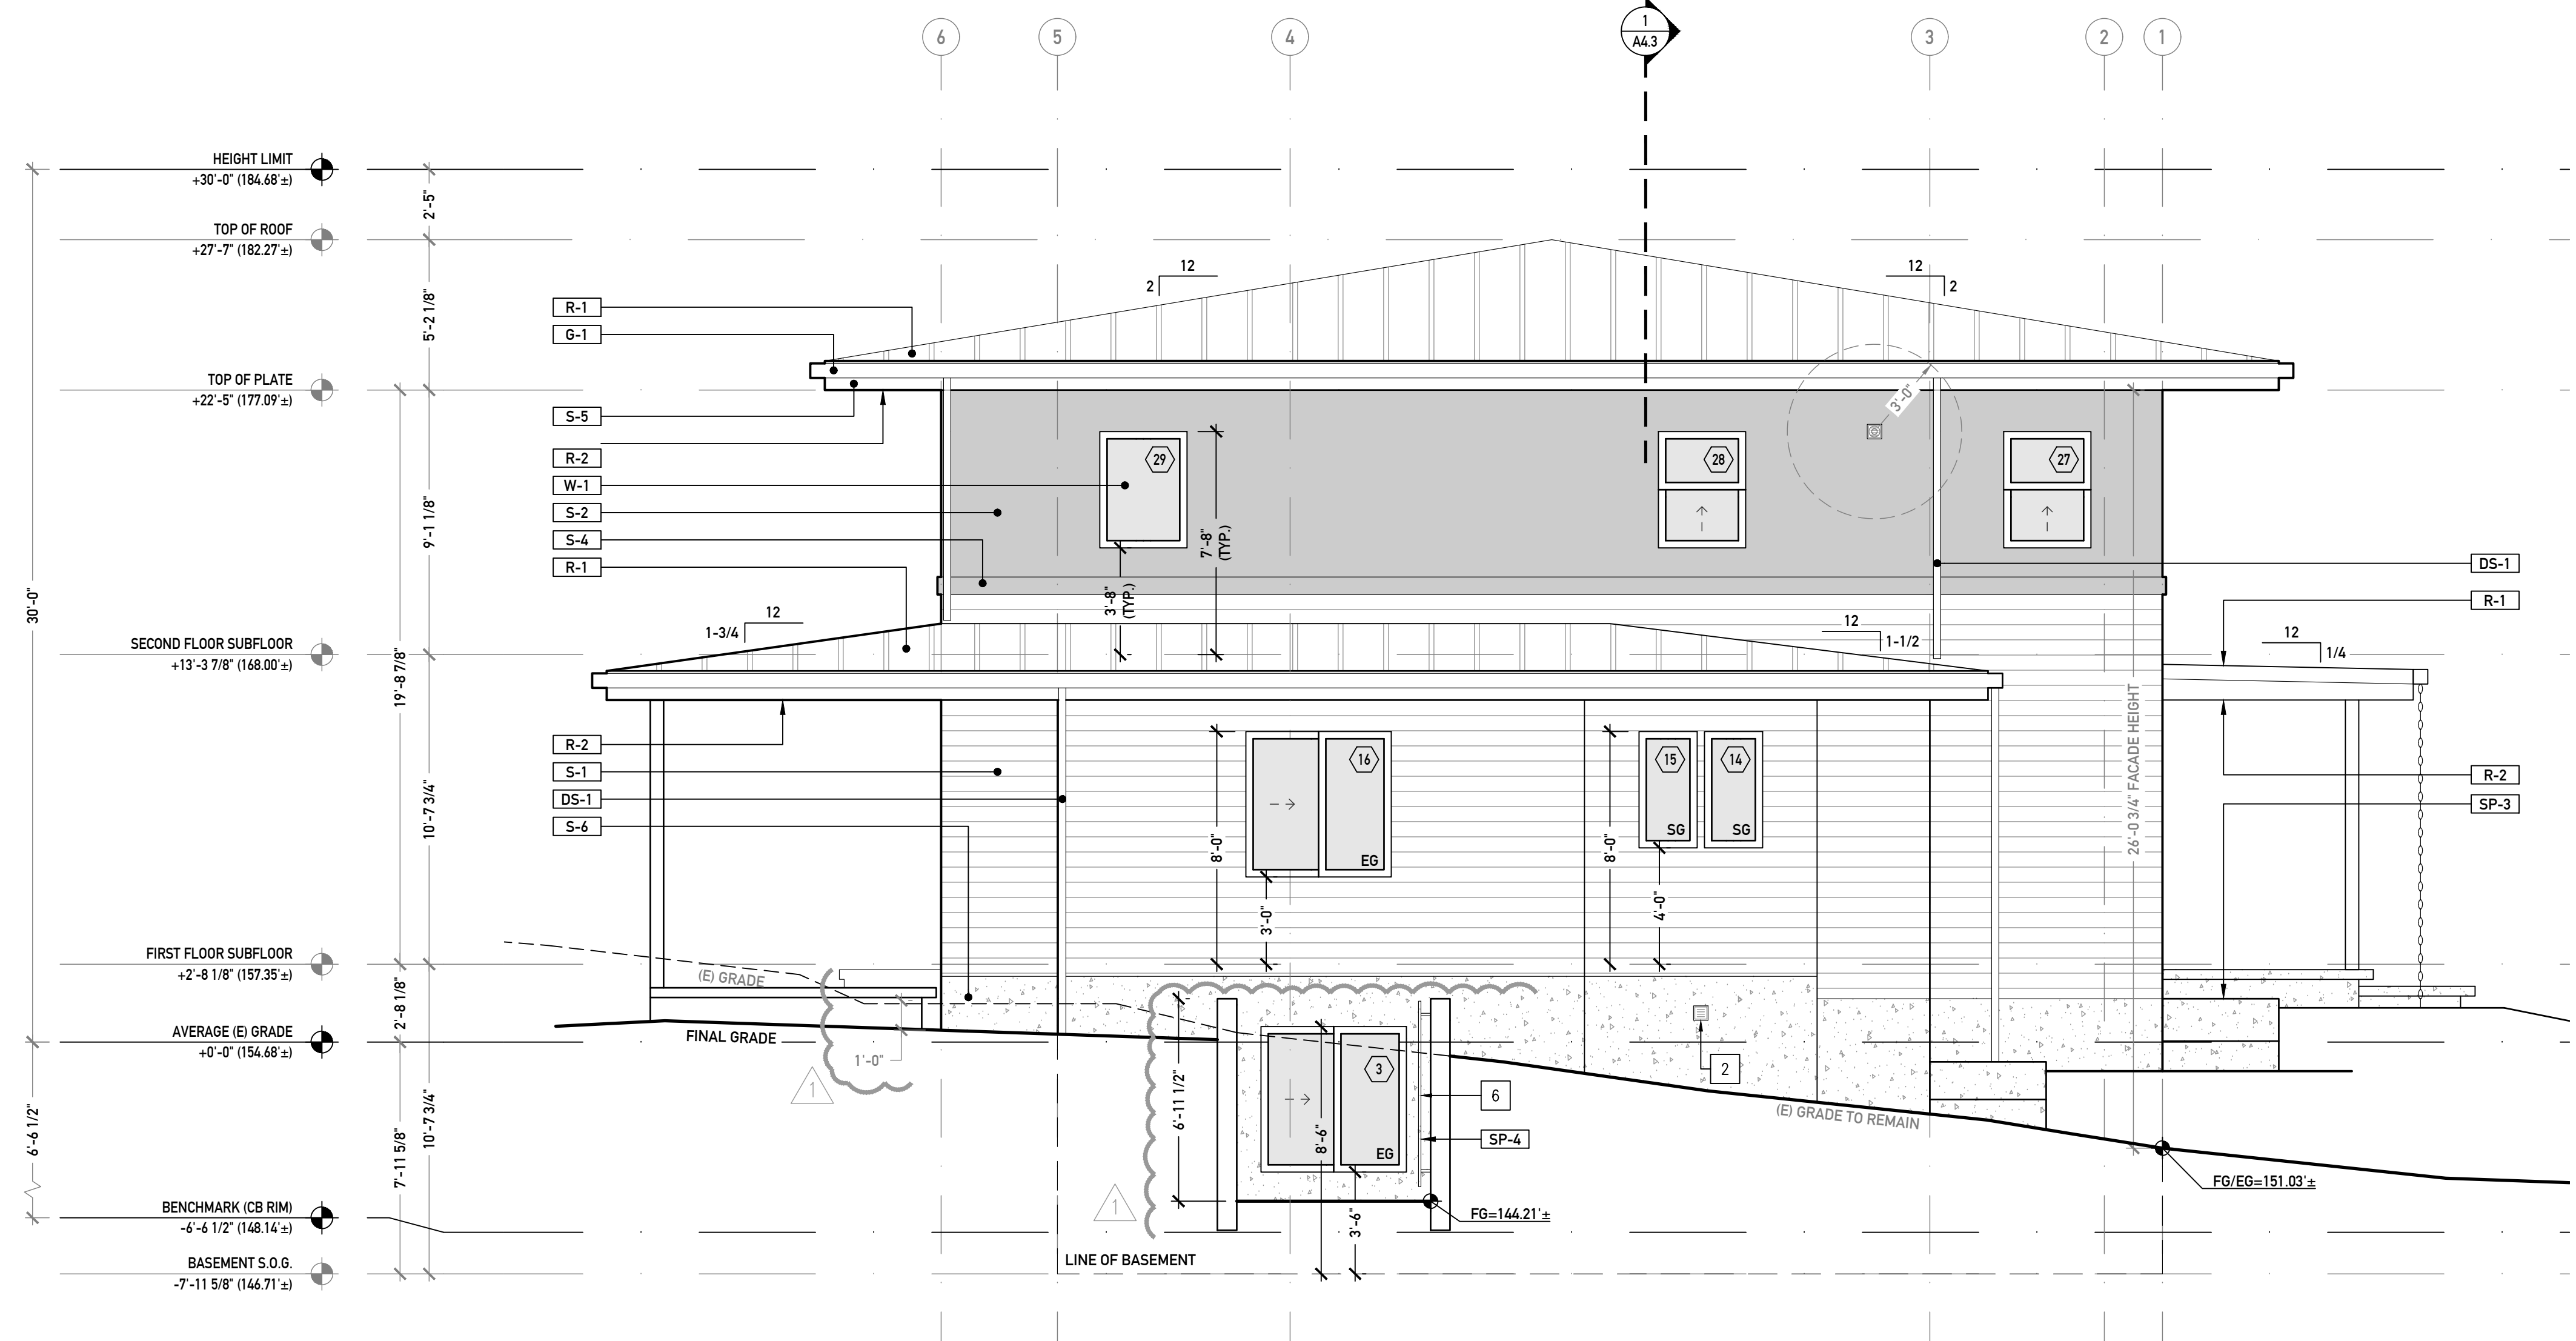 6
5
4
1
A4.3
3
2
1
HEIGHT LIMIT
+30'-0" (184.68'±)
2'-5"
TOP OF ROOF
+27'-7" (182.27'±)
5'-2 1/8"
TOP OF PLATE
+22'-5" (177.09'±)
9'-1 1/8"
30'-0"
SECOND FLOOR SUBFLOOR
+13'-3 7/8" (168.00'±)
19'-8 7/8"
10'-7 3/4"
FIRST FLOOR SUBFLOOR
+2'-8 1/8" (157.35'±)
2'-8 1/8"
AVERAGE (E) GRADE
+0'-0" (154.68'±)
6'-6 1/2"
7'-11 5/8"
10'-7 3/4"
BENCHMARK (CB RIM)
-6'-6 1/2" (148.14'±)
BASEMENT S.O.G.
-7'-11 5/8" (146.71'±)
R-1
G-1
S-5
R-2
W-1
S-2
S-4
R-1
12
2
12
2
3'-0"
29
28
27
7'-8"
(TYP.)
3'-8"
(TYP.)
12
1-3/4
12
1-1/2
12
1/4
DS-1
R-1
R-2
SP-3
R-2
S-1
DS-1
S-6
16
EG
8'-0"
3'-0"
15
SG
14
SG
8'-0"
4'-0"
26'-0 3/4" FACADE HEIGHT
(E) GRADE
FINAL GRADE
1'-0"
1
6'-11 1/2"
3
EG
8'-6"
3'-6"
2
6
SP-4
(E) GRADE TO REMAIN
FG/EG=151.03'±
FG=144.21'±
1
LINE OF BASEMENT